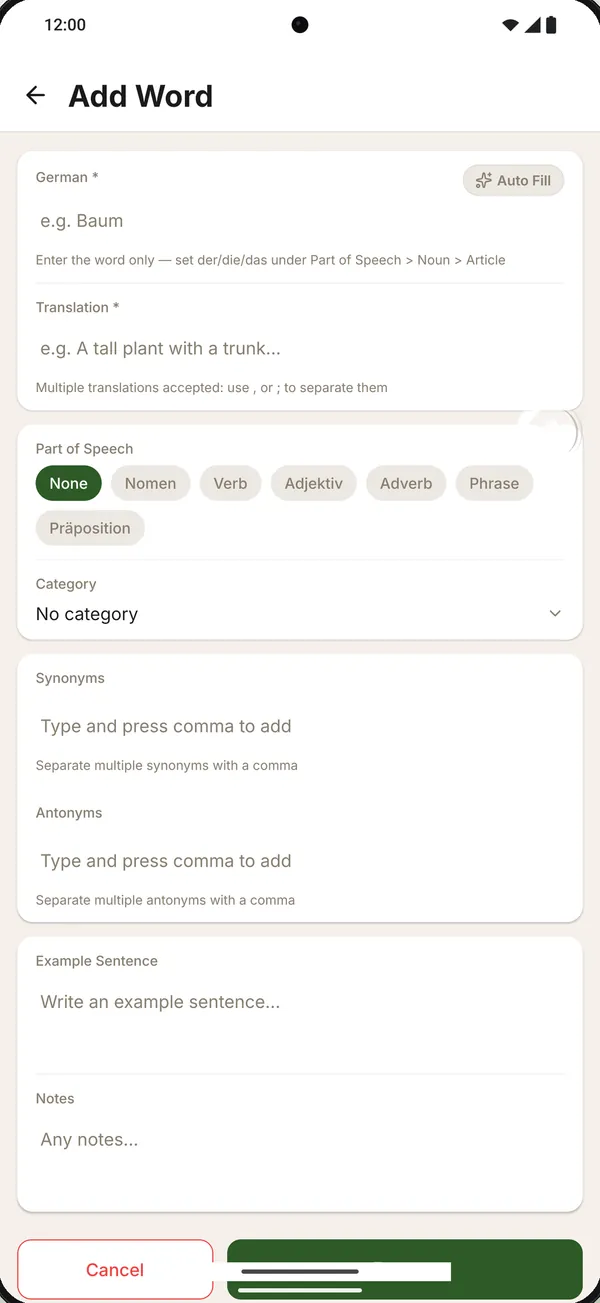 12:00
Add Word
German *
Auto Fill
e.g. Baum
Enter the word only — set der/die/das under Part of Speech > Noun > Article
Translation *
e.g. A tall plant with a trunk...
Multiple translations accepted: use , or ; to separate them
Part of Speech
None Nomen Verb Adjektiv Adverb Phrase
Präposition
Category
No category
Synonyms
Type and press comma to add
Separate multiple synonyms with a comma
Antonyms
Type and press comma to add
Separate multiple antonyms with a comma
Example Sentence
Write an example sentence...
Notes
Any notes...
Cancel